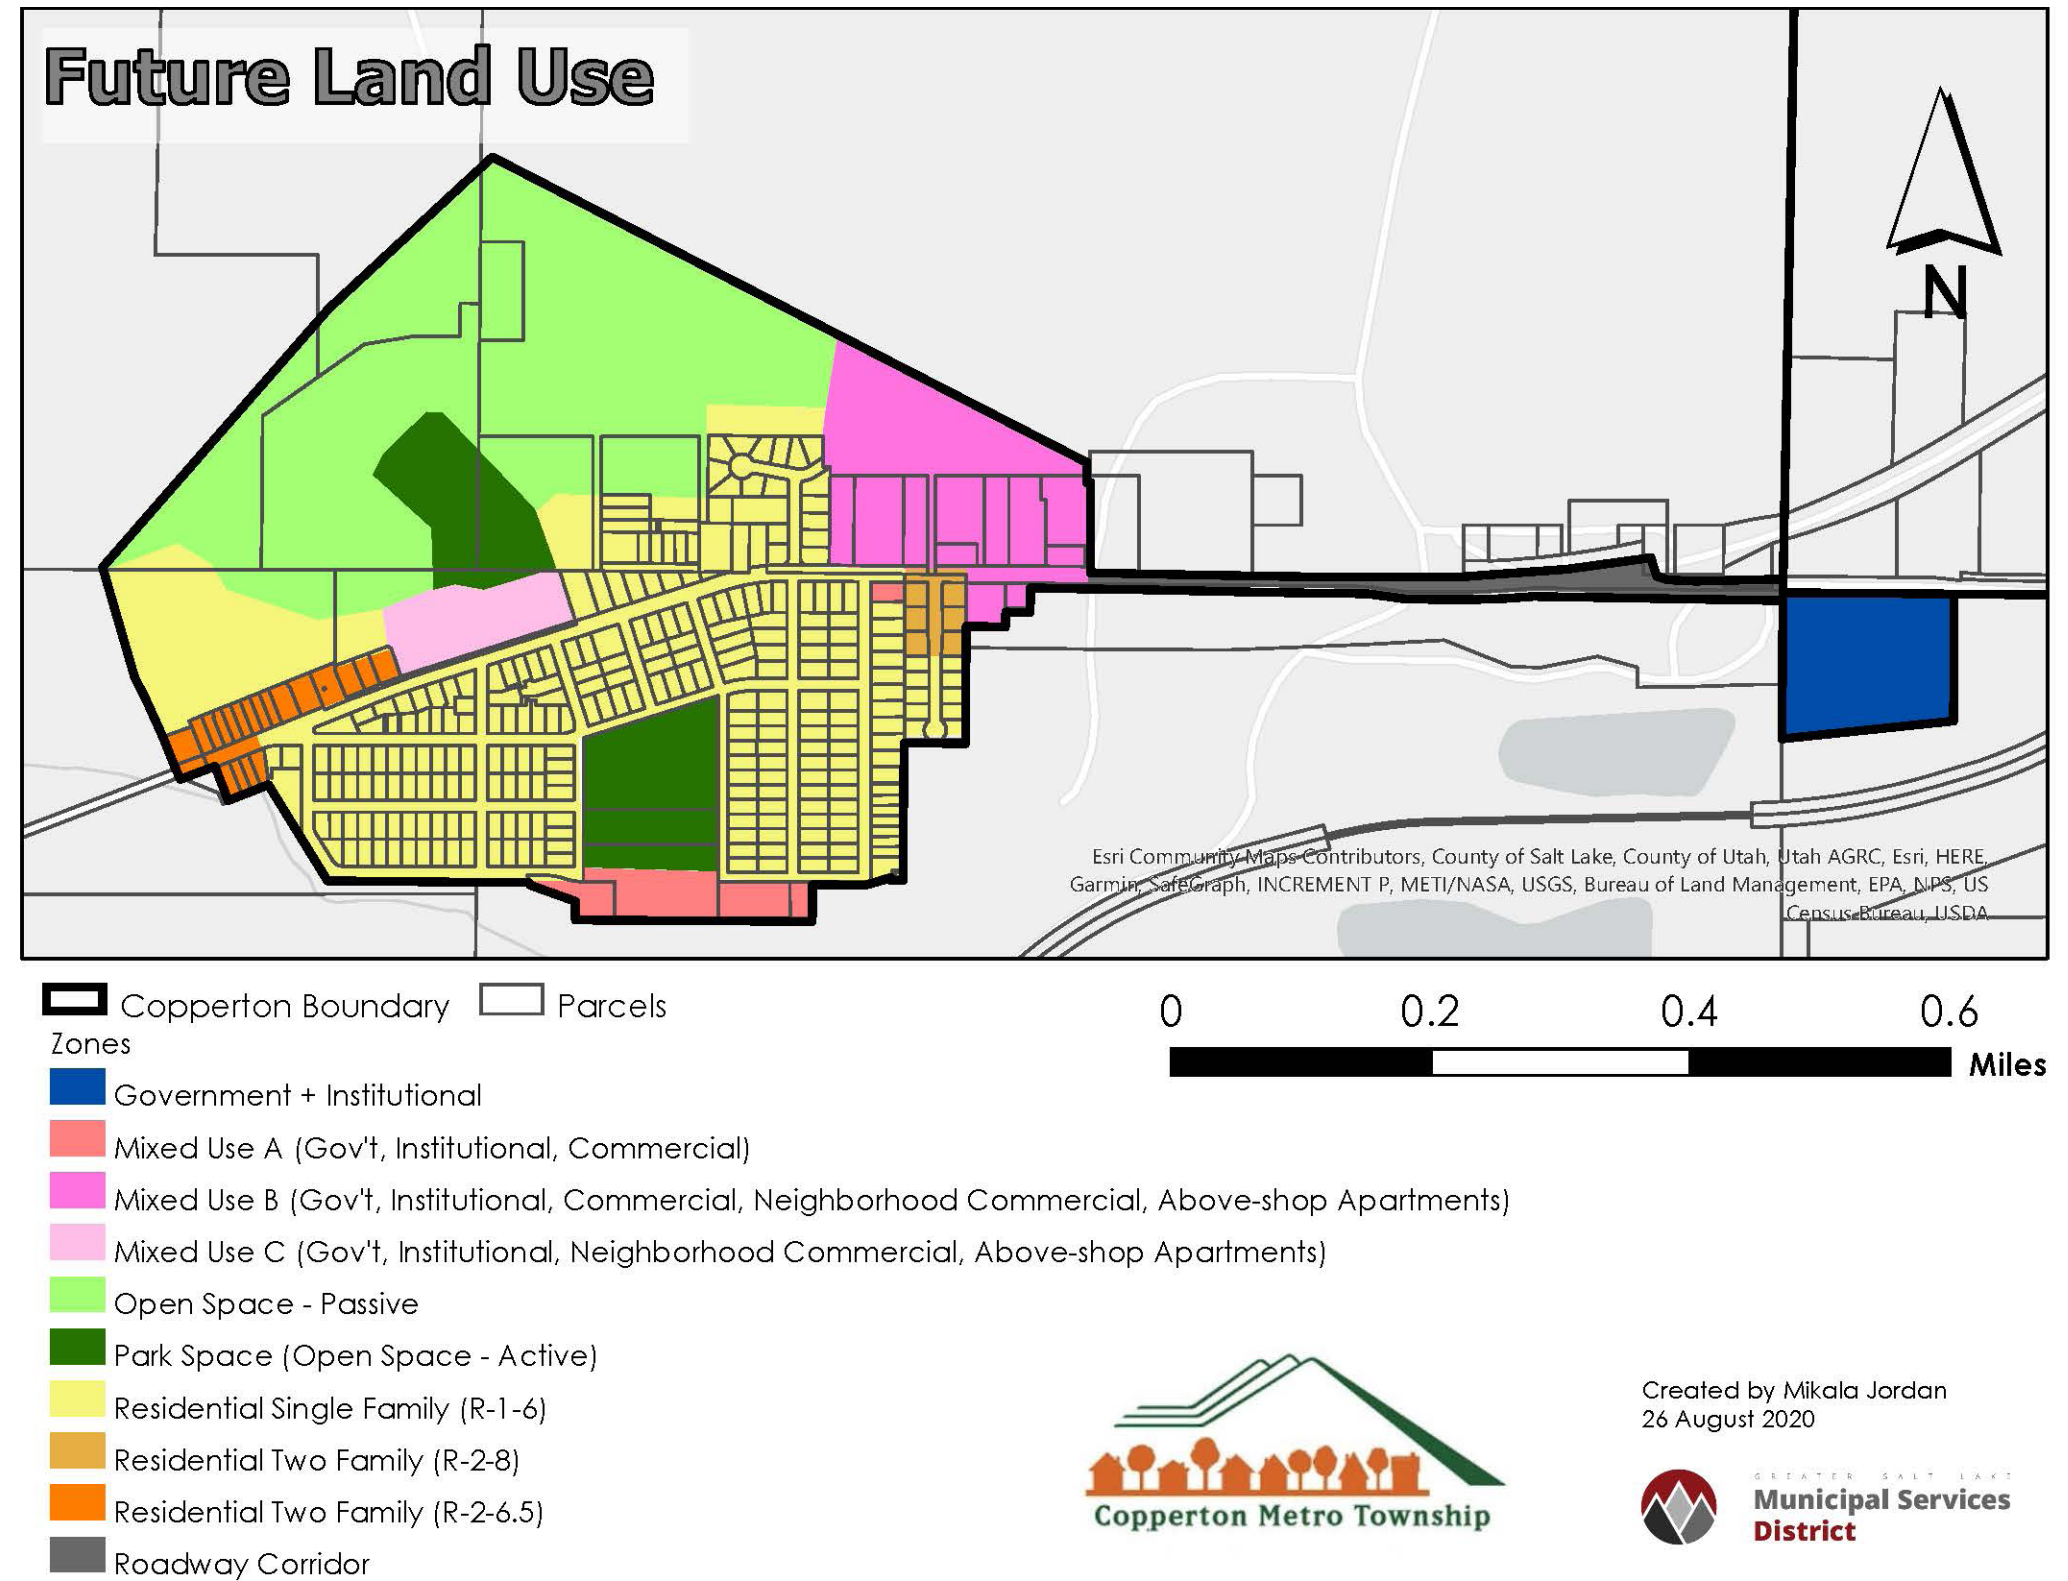 Future Land Use
N
Esri Community Maps Contributors, County of Salt Lake, County of Utah, Utah AGRC, Esri, HERE,
Garmin, SafeGraph, INCREMENT P, METI/NASA, USGS, Bureau of Land Management, EPA, NPS, US
Census Bureau, USDA
Copperton Boundary
Parcels
0 0.2 0.4 0.6
Miles
Zones
Government + Institutional
Mixed Use A (Gov't, Institutional, Commercial)
Mixed Use B (Gov't, Institutional, Commercial, Neighborhood Commercial, Above-shop Apartments)
Mixed Use C (Gov't, Institutional, Neighborhood Commercial, Above-shop Apartments)
Open Space - Passive
Park Space (Open Space - Active)
Residential Single Family (R-1-6)
Residential Two Family (R-2-8)
Residential Two Family (R-2-6.5)
Roadway Corridor
Copperton Metro Township
Created by Mikala Jordan
26 August 2020
GREATER SALT LAKE
Municipal Services
District